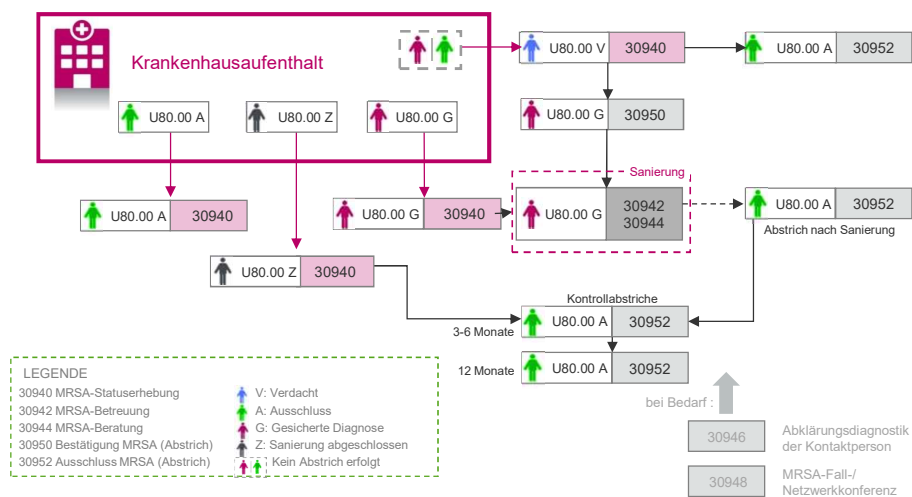 Krankenhausaufenthalt
U80.00 V 30940
U80.00 A 30952
U80.00 G 30950
U80.00 A
U80.00 Z
U80.00 G
Sanierung
U80.00 A 30940
U80.00 G 30940
U80.00 G
30942
30944
U80.00 A 30952
Abstrich nach Sanierung
U80.00 Z 30940
Kontrollabstriche
U80.00 A 30952
3-6 Monate
12 Monate
U80.00 A 30952
LEGENDE
30940 MRSA-Statuserhebung
30942 MRSA-Betreuung
30944 MRSA-Beratung
30950 Bestätigung MRSA (Abstrich)
30952 Ausschluss MRSA (Abstrich)
V: Verdacht
A: Ausschluss
G: Gesicherte Diagnose
Z: Sanierung abgeschlossen
Kein Abstrich erfolgt
bei Bedarf :
30946
Abklärungsdiagnostik
der Kontaktperson
30948
MRSA-Fall-/
Netzwerkkonferenz